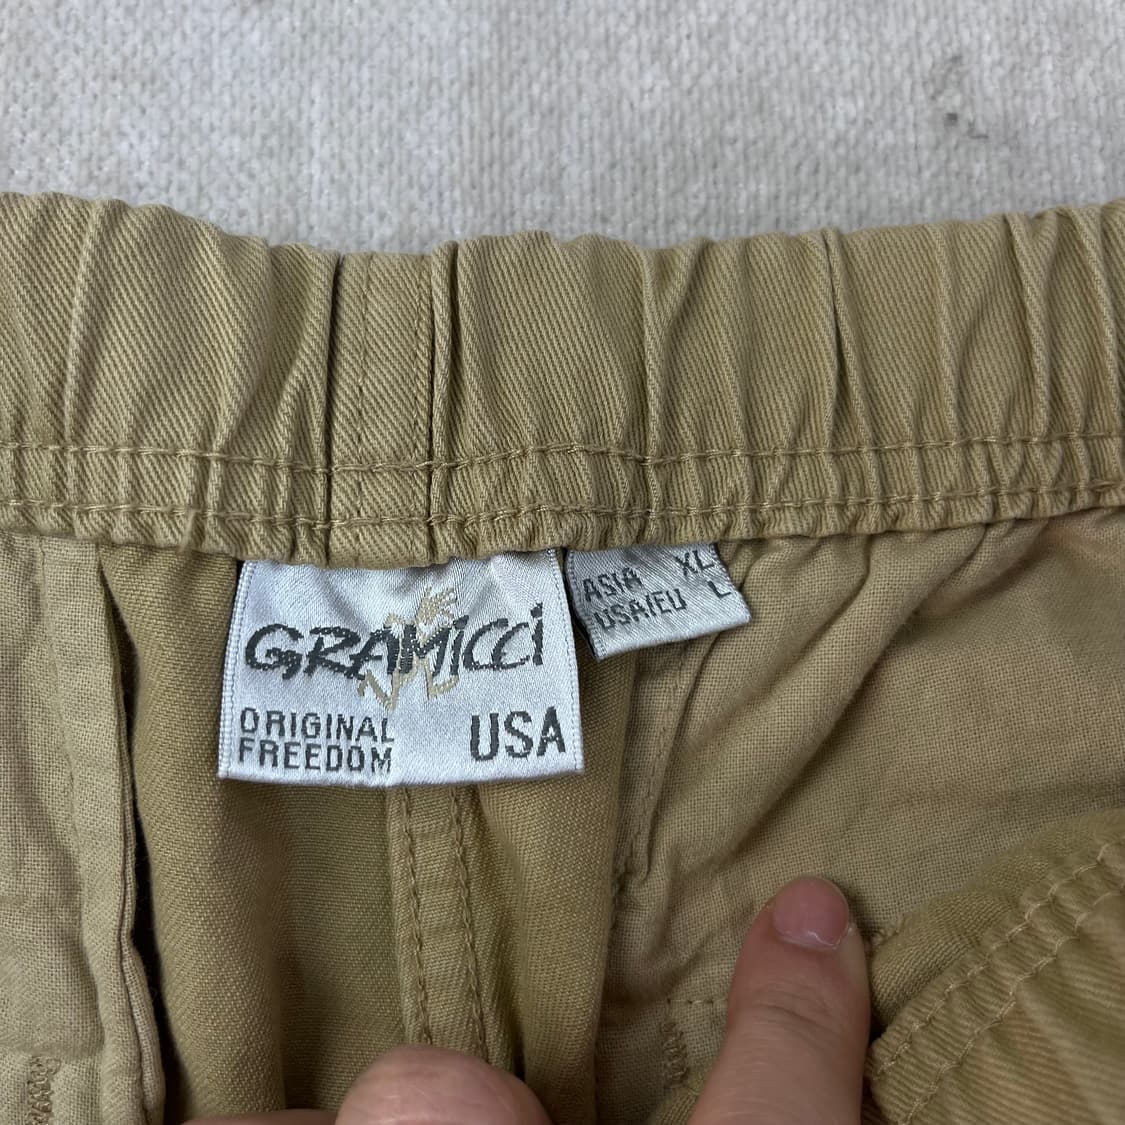 GRAMiCCi
ORIGINAL
FREEDOM
USA
ASIA XL
USA/EU L